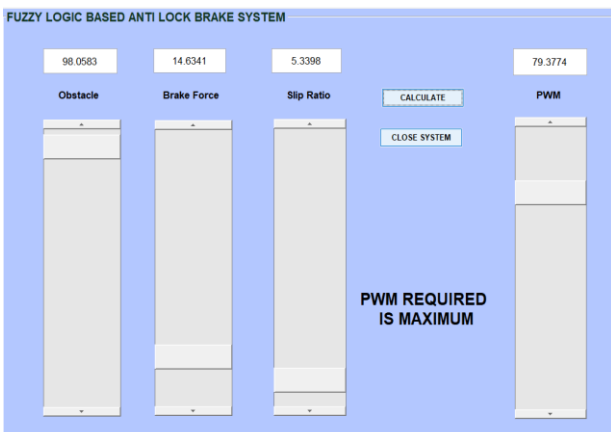 FUZZY LOGIC BASED ANTI LOCK BRAKE SYSTEM
98.0583
14.6341
5.3398
79.3774
Obstacle
Brake Force
Slip Ratio
CALCULATE
PWM
CLOSE SYSTEM
PWM REQUIRED
IS MAXIMUM